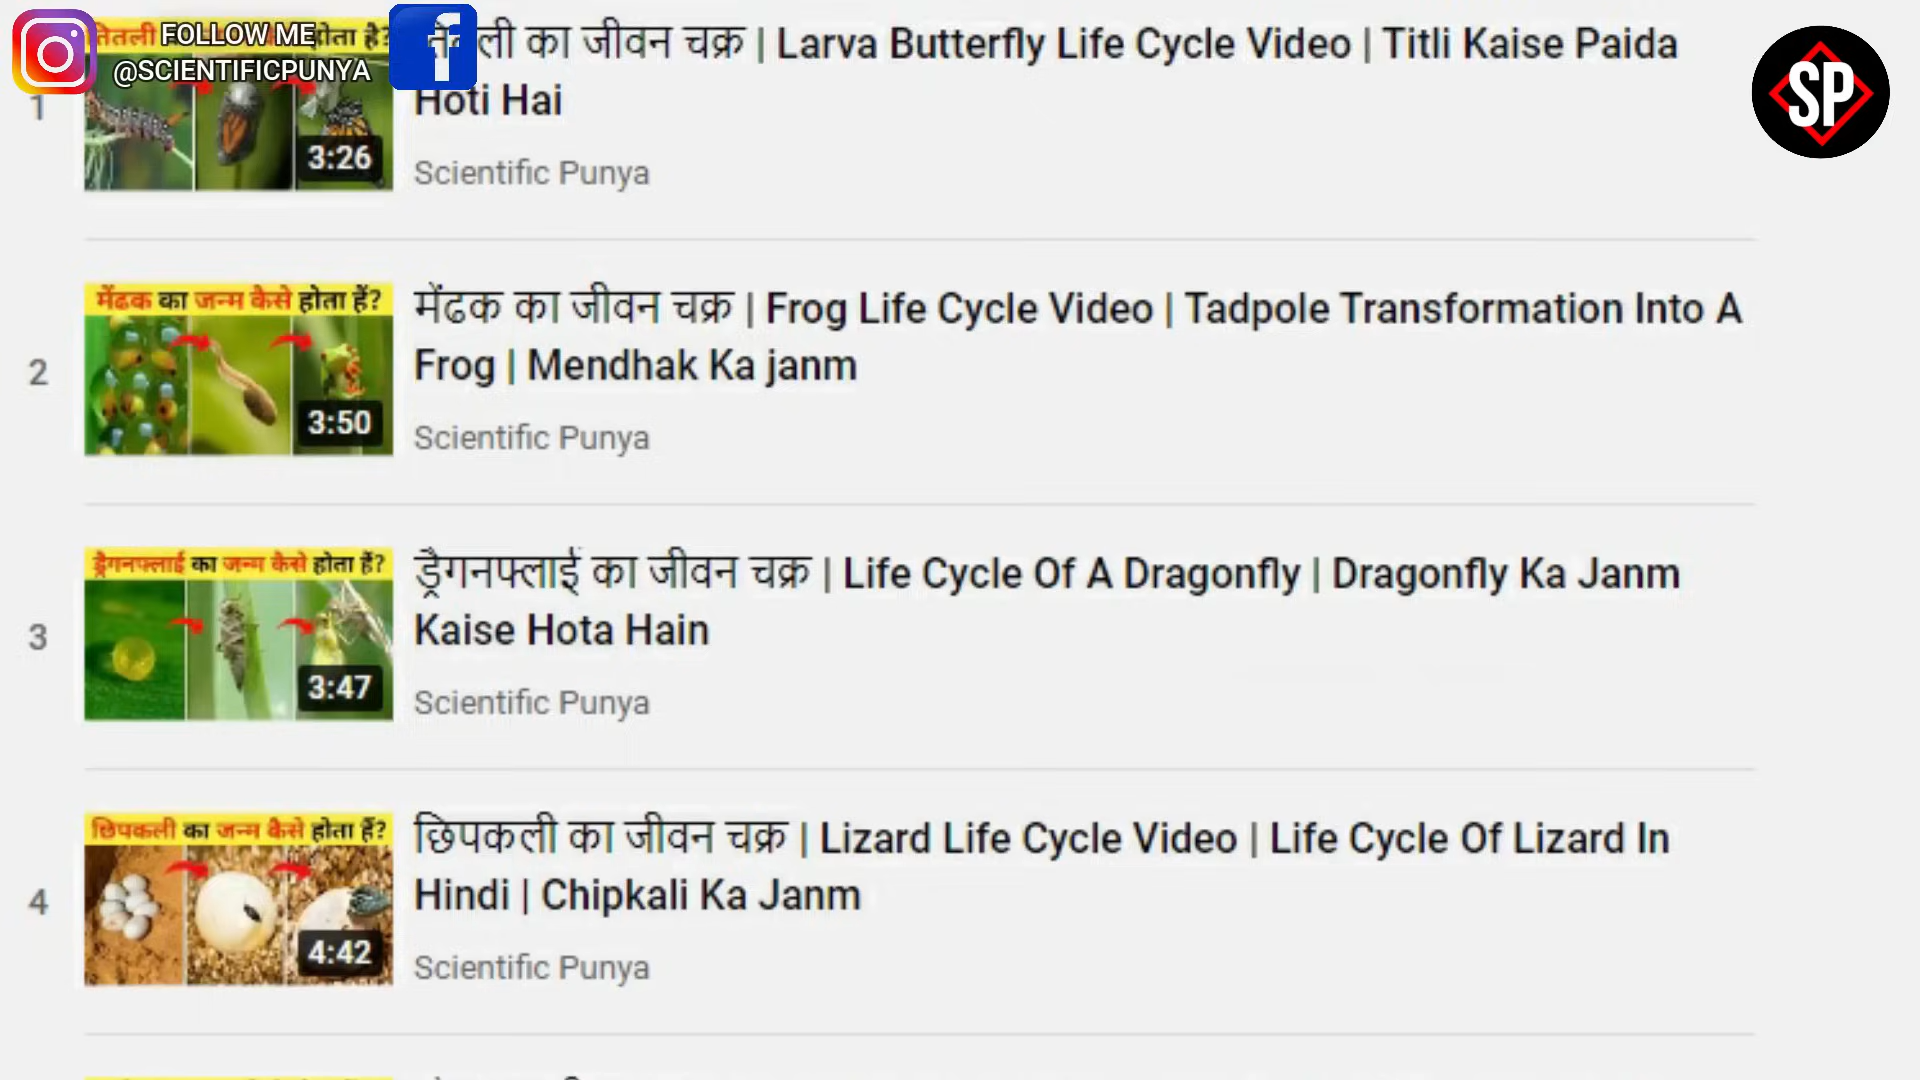 FOLLOW ME
@SCIENTIFICPUNYA
तितली
होता है?
SP
1
3:26
ली का जीवन चक्र | Larva Butterfly Life Cycle Video | Titli Kaise Paida
Hoti Hai
Scientific Punya
2
मेंढक का जन्म कैसे होता हैं?
3:50
मेंढक का जीवन चक्र | Frog Life Cycle Video | Tadpole Transformation Into A
Frog | Mendhak Ka janm
Scientific Punya
3
ड्रैगनफ्लाई का जन्म कैसे होता हैं?
3:47
ड्रैगनफ्लाई का जीवन चक्र | Life Cycle Of A Dragonfly | Dragonfly Ka Janm
Kaise Hota Hain
Scientific Punya
4
छिपकली का जन्म कैसे होता हैं?
4:42
छिपकली का जीवन चक्र | Lizard Life Cycle Video | Life Cycle Of Lizard In
Hindi | Chipkali Ka Janm
Scientific Punya